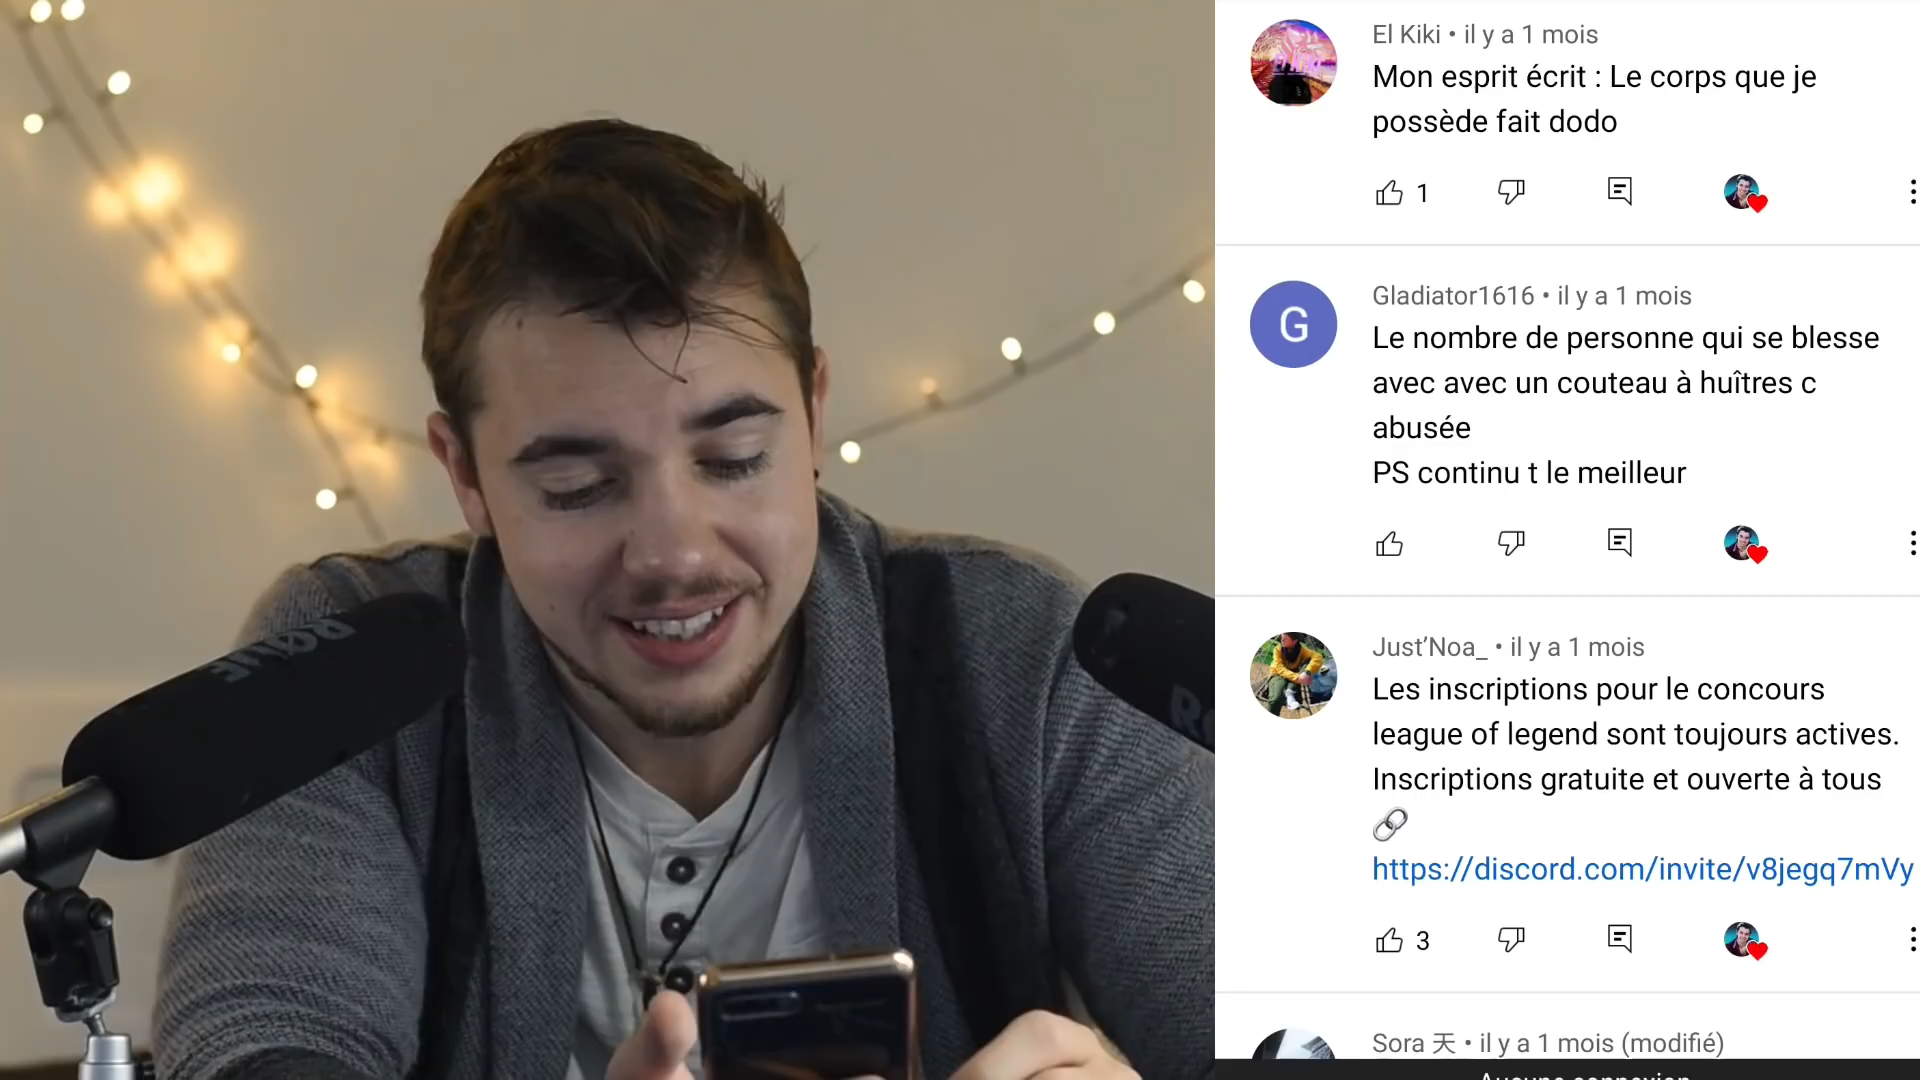 El Kiki • il y a 1 mois
Mon esprit écrit : Le corps que je
possède fait dodo
1
G
Gladiator1616 • il y a 1 mois
Le nombre de personne qui se blesse
avec avec un couteau à huîtres c
abusée
PS continu t le meilleur
Just’Noa_ • il y a 1 mois
Les inscriptions pour le concours
league of legend sont toujours actives.
Inscriptions gratuite et ouverte à tous
🔗
https://discord.com/invite/v8jegq7mVy
3
Sora 天 • il y a 1 mois (modifié)
Aucune connexion
RØDE